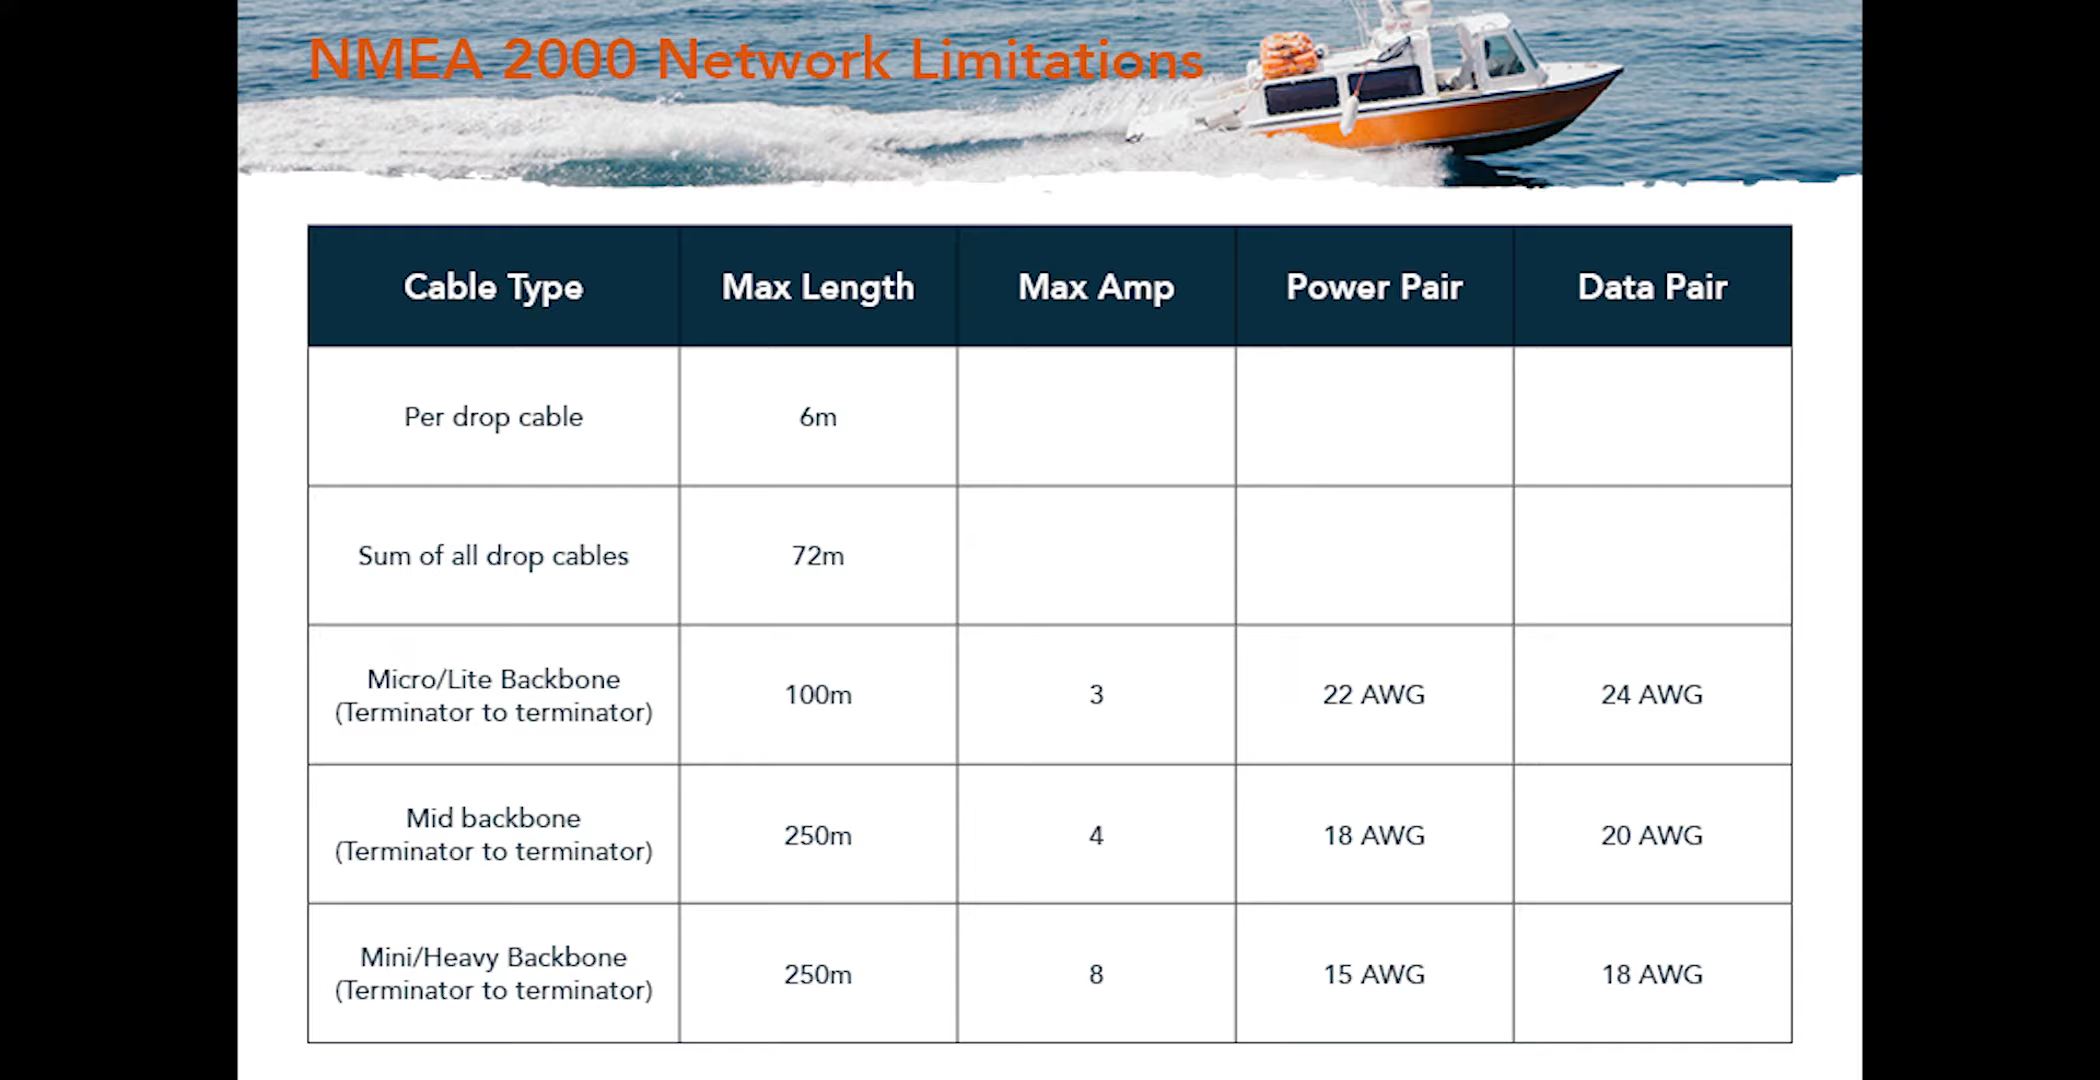 NMEA 2000 Network Limitations
Cable Type Max Length Max Amp Power Pair Data Pair
Per drop cable 6m
Sum of all drop cables 72m
Micro/Lite Backbone
(Terminator to terminator) 100m 3 22 AWG 24 AWG
Mid backbone
(Terminator to terminator) 250m 4 18 AWG 20 AWG
Mini/Heavy Backbone
(Terminator to terminator) 250m 8 15 AWG 18 AWG